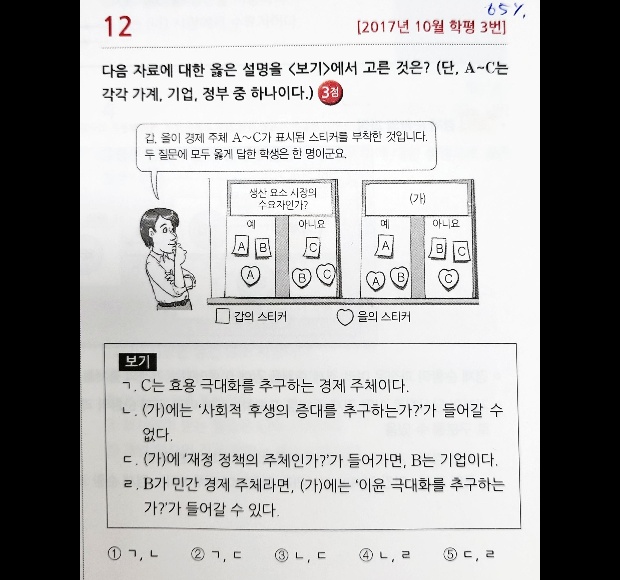 65%.
12
[2017년 10월 학평 3번]
다음 자료에 대한 옳은 설명을 <보기>에서 고른 것은? (단, A~C는
각각 가계, 기업, 정부 중 하나이다.) 3점
갑, 을이 경제 주체 A~C가 표시된 스티커를 부착한 것입니다.
두 질문에 모두 옳게 답한 학생은 한 명이군요.
생산 요소 시장의
수요자인가?
예 아니요
A B C
A B C
(가)
예 아니요
A B C
A B C
갑의 스티커 을의 스티커
보기
ㄱ. C는 효용 극대화를 추구하는 경제 주체이다.
ㄴ. (가)에는 ‘사회적 후생의 증대를 추구하는가?’가 들어갈 수
없다.
ㄷ. (가)에 ‘재정 정책의 주체인가?’가 들어가면, B는 기업이다.
ㄹ. B가 민간 경제 주체라면, (가)에는 ‘이윤 극대화를 추구하는
가?’가 들어갈 수 있다.
① ㄱ, ㄴ ② ㄱ, ㄷ ③ ㄴ, ㄷ ④ ㄴ, ㄹ ⑤ ㄷ, ㄹ